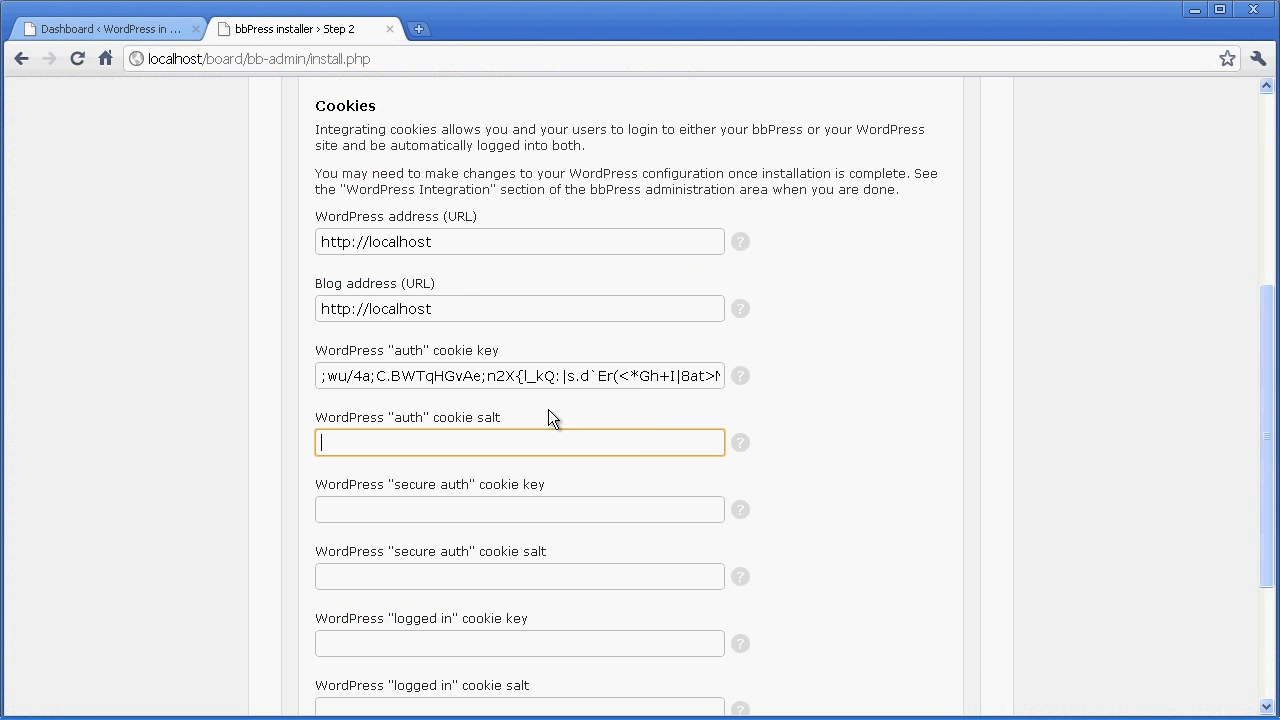 Dashboard ‹ WordPress in ...
bbPress installer › Step 2
localhost/board/bb-admin/install.php
Cookies
Integrating cookies allows you and your users to login to either your bbPress or your WordPress
site and be automatically logged into both.
You may need to make changes to your WordPress configuration once installation is complete. See
the "WordPress Integration" section of the bbPress administration area when you are done.
WordPress address (URL)
http://localhost
?
Blog address (URL)
http://localhost
?
WordPress "auth" cookie key
;wu/4a;C.BWTqHGvAe;n2X{l_kQ:|s.d`Er(<*Gh+I|8at>
?
WordPress "auth" cookie salt
?
WordPress "secure auth" cookie key
?
WordPress "secure auth" cookie salt
?
WordPress "logged in" cookie key
?
WordPress "logged in" cookie salt
?